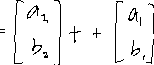 = [a₂ b₂] t + [a₁ b₁]